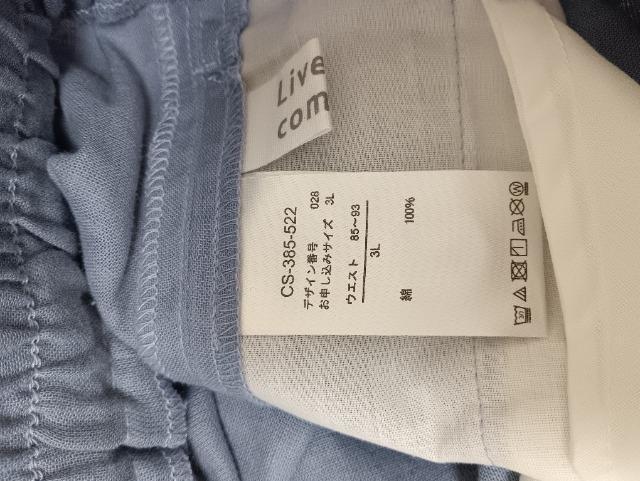 Live
com
CS-385-522
デザイン番号 028
お申し込みサイズ 3L
ウエスト 85~93
3L
綿 100%